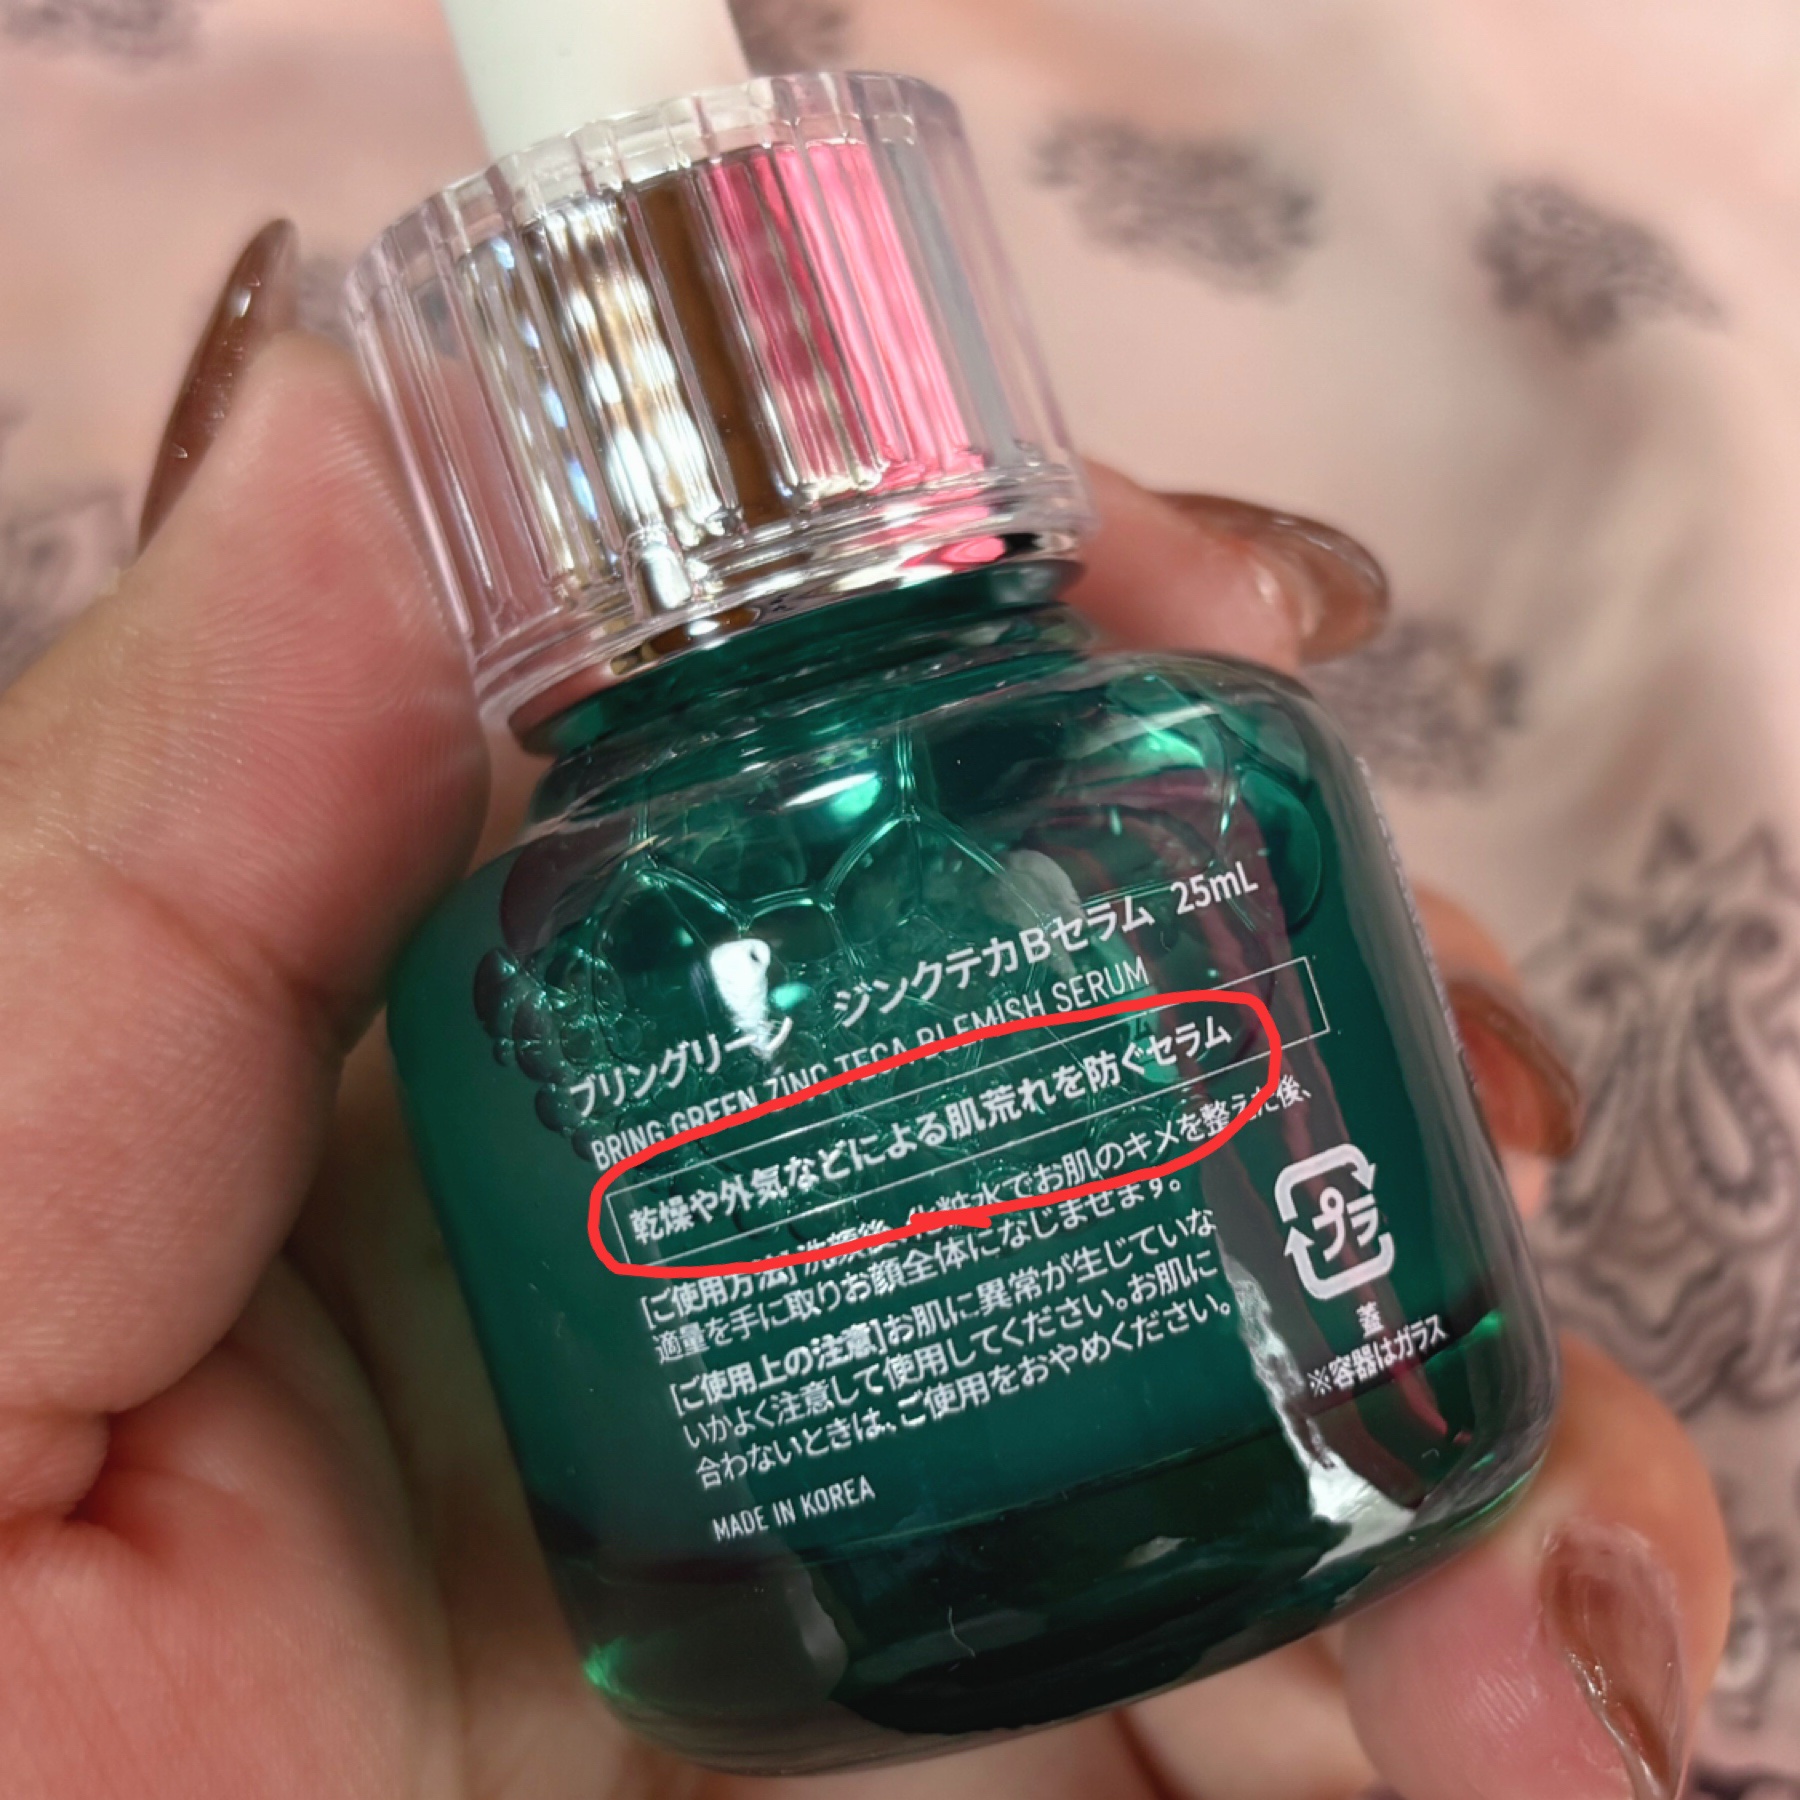 ブリングリーン ジンクテカBセラム 25mL
BRING GREEN ZINC TECA BLEMISH SERUM
乾燥や外気などによる肌荒れを防ぐセラム
[ご使用方法]洗顔後、化粧水でお肌のキメを整えた後、
適量を手に取りお顔全体になじませます。
[ご使用上の注意]お肌に異常が生じていな
いかよく注意して使用してください。お肌に
合わないときは、ご使用をおやめください。
MADE IN KOREA
プラ
蓋
※容器はガラス